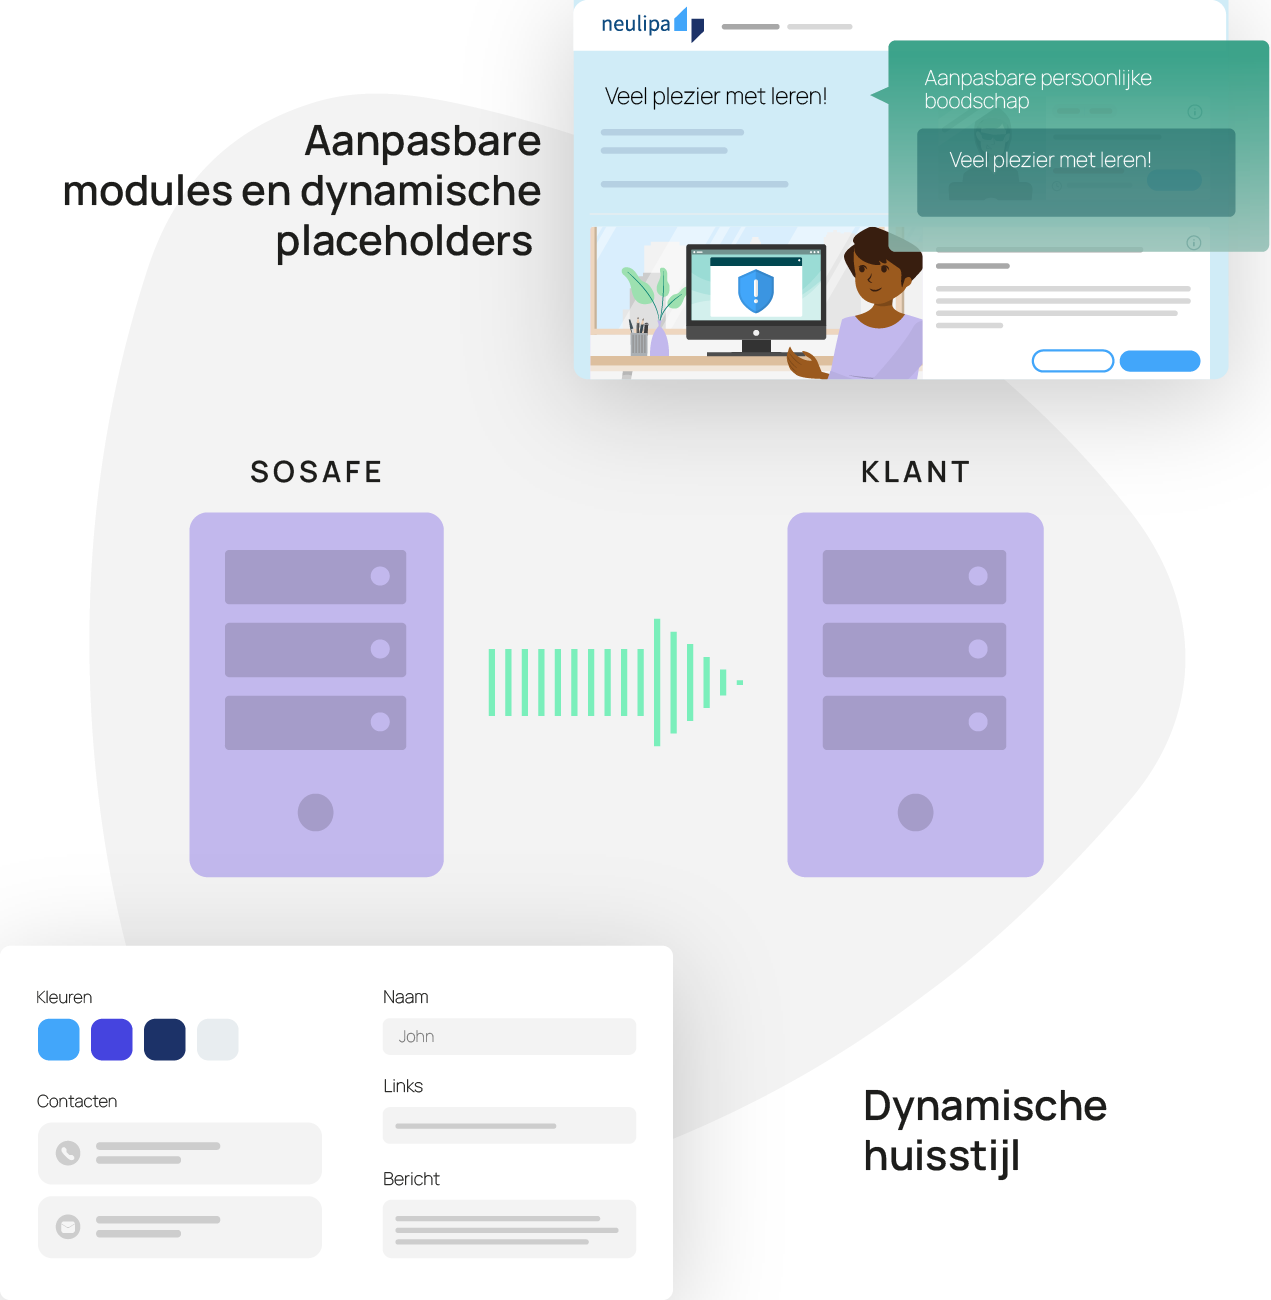 neulipa
Veel plezier met leren!
Aanpasbare persoonlijke
boodschap
Veel plezier met leren!
Aanpasbare
modules en dynamische
placeholders
SOSAFE
KLANT
Kleuren
Contacten
Naam
John
Links
Bericht
Dynamische
huisstijl